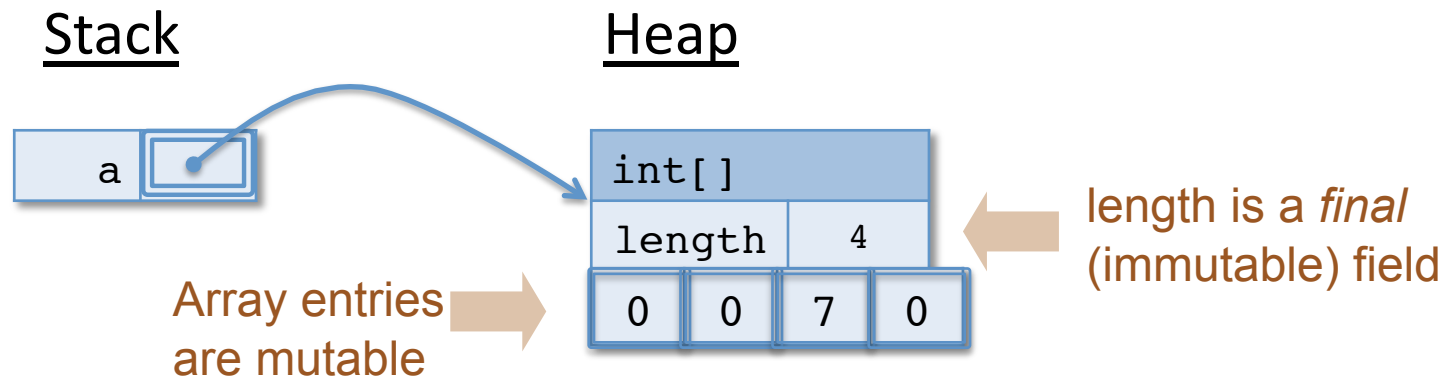 Stack
Heap
a
int[]
length 4
length is a final
(immutable) field
Array entries
are mutable
0 0 7 0